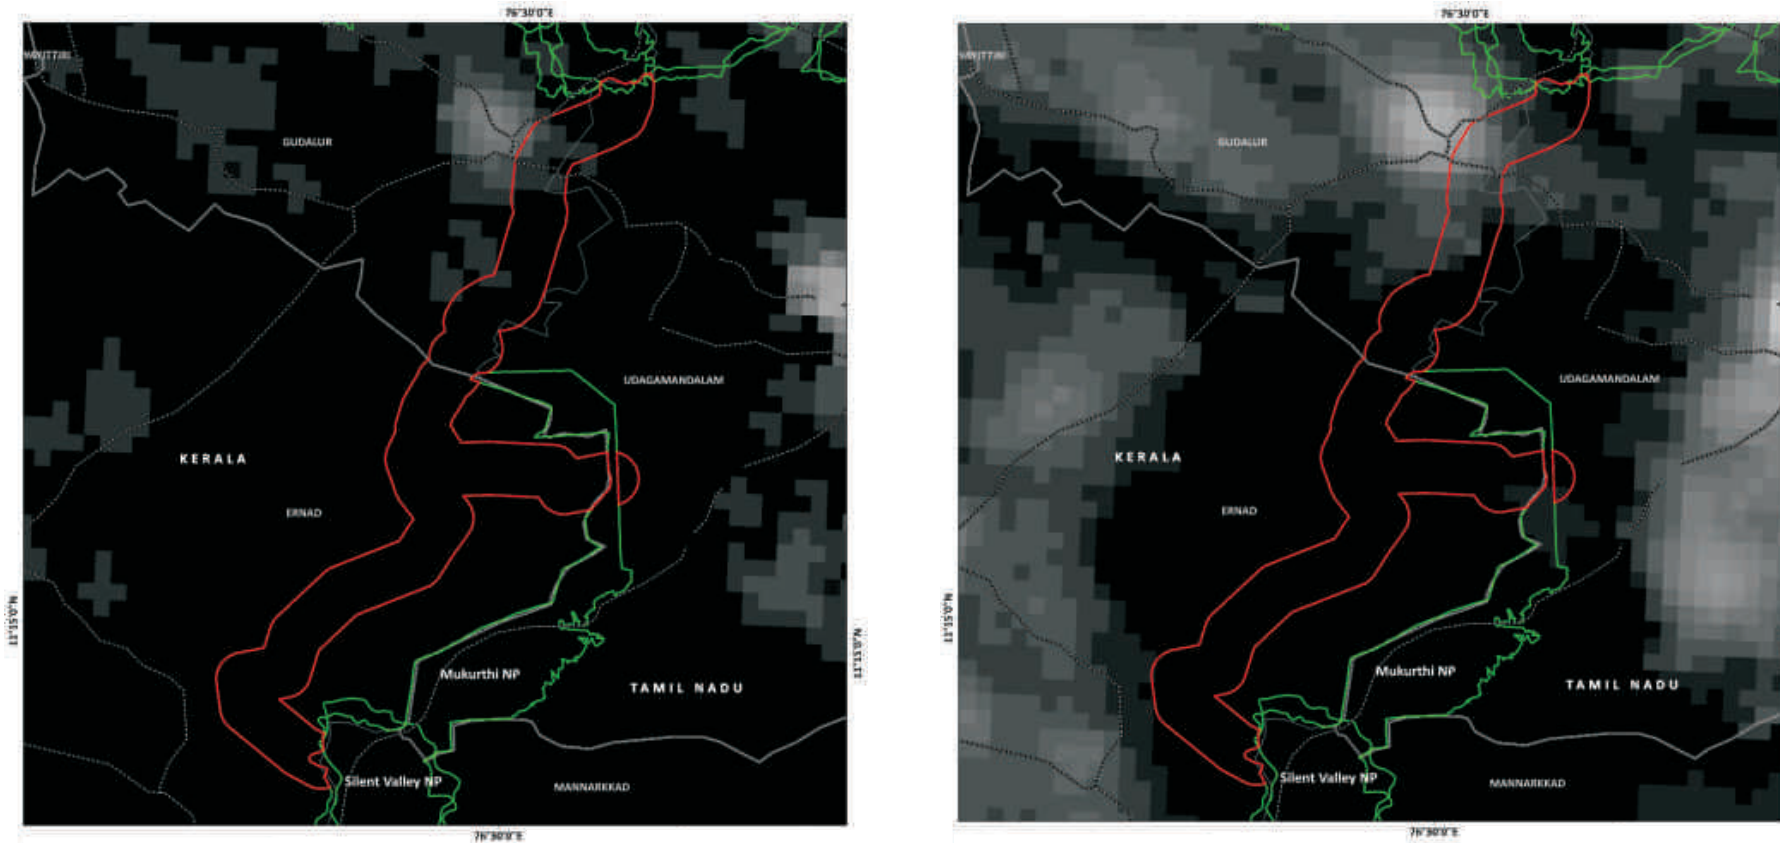 76°30'0"E
VAYITTIRI
GUDALUR
UDAGAMANDALAM
KERALA
ERNAD
11°15'0"N
11°15'0"N
Mukurthi NP
TAMIL NADU
Silent Valley NP
MANNARKKAD
76°30'0"E
76°30'0"E
VAYITTIRI
GUDALUR
UDAGAMANDALAM
KERALA
ERNAD
11°15'0"N
Mukurthi NP
TAMIL NADU
Silent Valley NP
MANNARKKAD
76°30'0"E